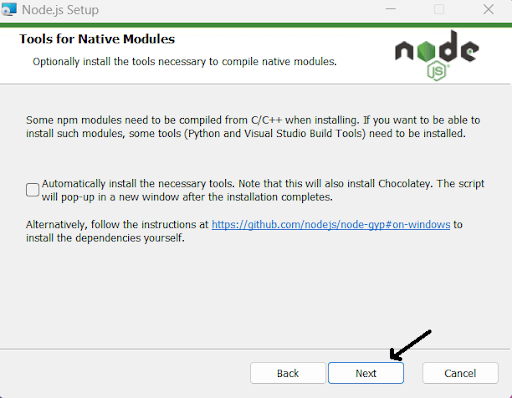 Node.js Setup
Tools for Native Modules
Optionally install the tools necessary to compile native modules.
node
JS
Some npm modules need to be compiled from C/C++ when installing. If you want to be able to
install such modules, some tools (Python and Visual Studio Build Tools) need to be installed.
Automatically install the necessary tools. Note that this will also install Chocolatey. The script
will pop-up in a new window after the installation completes.
Alternatively, follow the instructions at https://github.com/nodejs/node-gyp#on-windows to
install the dependencies yourself.
Back Next Cancel